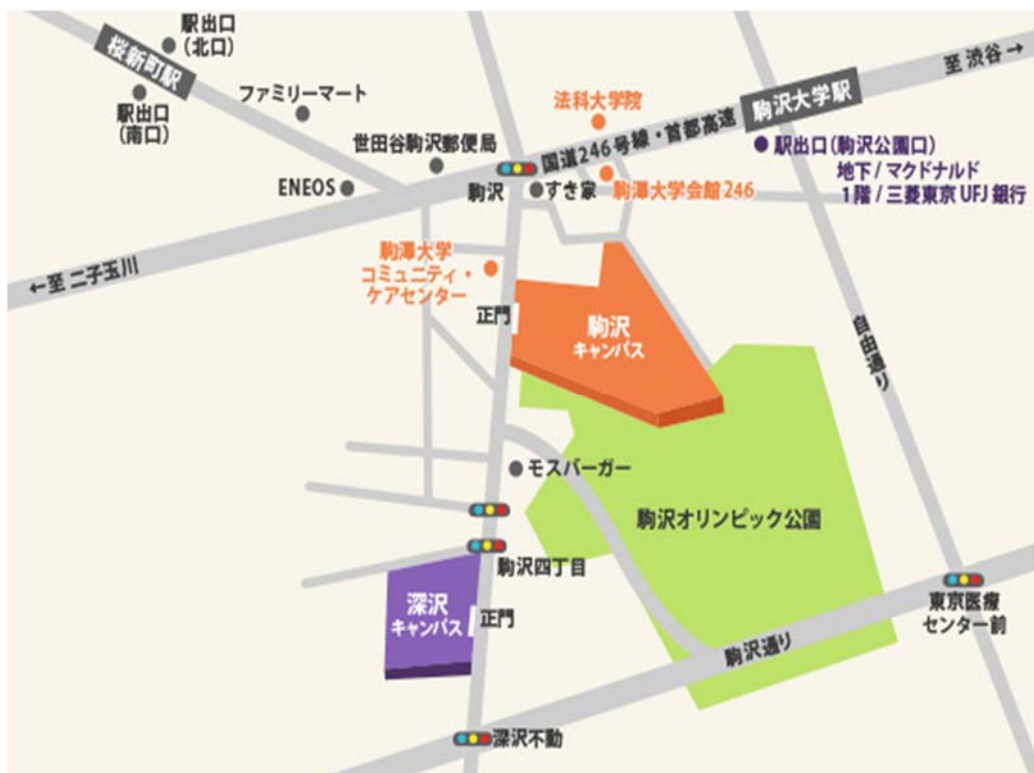 駅出口
(北口)
桜新町駅
駅出口
(南口)
ファミリーマート
世田谷駒沢郵便局
ENEOS
←至 二子玉川
法科大学院
国道246号線・首都高速
駒沢大学駅
至 渋谷→
駅出口(駒沢公園口)
地下/マクドナルド
1階/三菱東京UFJ銀行
駒沢
すき家
駒澤大学会館246
駒澤大学
コミュニティ・
ケアセンター
正門
駒沢
キャンパス
自由通り
モスバーガー
駒沢オリンピック公園
駒沢四丁目
深沢
キャンパス
正門
東京医療
センター前
駒沢通り
深沢不動